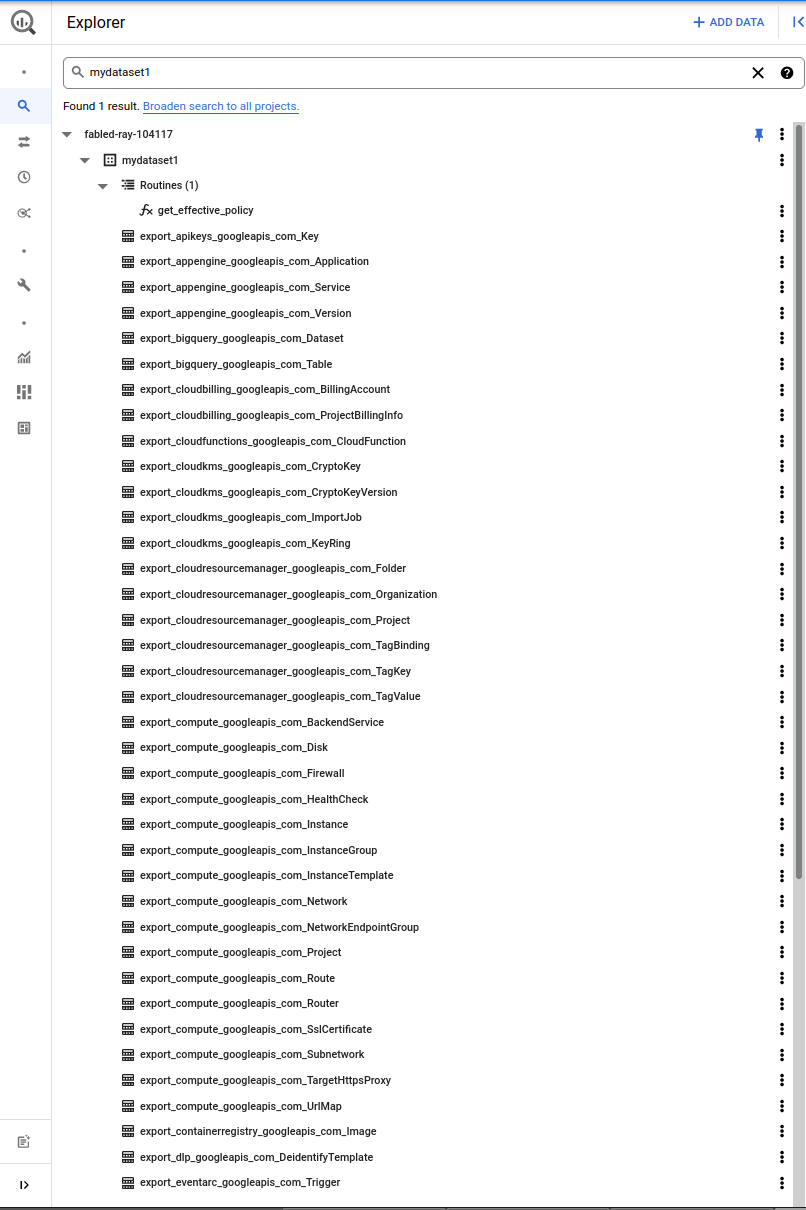 Explorer
ADD DATA
mydataset1
Found 1 result. Broaden search to all projects.
fabled-ray-104117
mydataset1
Routines (1)
get_effective_policy
export_apikeys_googleapis_com_Key
export_appengine_googleapis_com_Application
export_appengine_googleapis_com_Service
export_appengine_googleapis_com_Version
export_bigquery_googleapis_com_Dataset
export_bigquery_googleapis_com_Table
export_cloudbilling_googleapis_com_BillingAccount
export_cloudbilling_googleapis_com_ProjectBillingInfo
export_cloudfunctions_googleapis_com_CloudFunction
export_cloudkms_googleapis_com_CryptoKey
export_cloudkms_googleapis_com_CryptoKeyVersion
export_cloudkms_googleapis_com_ImportJob
export_cloudkms_googleapis_com_KeyRing
export_cloudresourcemanager_googleapis_com_Folder
export_cloudresourcemanager_googleapis_com_Organization
export_cloudresourcemanager_googleapis_com_Project
export_cloudresourcemanager_googleapis_com_TagBinding
export_cloudresourcemanager_googleapis_com_TagKey
export_cloudresourcemanager_googleapis_com_TagValue
export_compute_googleapis_com_BackendService
export_compute_googleapis_com_Disk
export_compute_googleapis_com_Firewall
export_compute_googleapis_com_HealthCheck
export_compute_googleapis_com_Instance
export_compute_googleapis_com_InstanceGroup
export_compute_googleapis_com_InstanceTemplate
export_compute_googleapis_com_Network
export_compute_googleapis_com_NetworkEndpointGroup
export_compute_googleapis_com_Project
export_compute_googleapis_com_Route
export_compute_googleapis_com_Router
export_compute_googleapis_com_SslCertificate
export_compute_googleapis_com_Subnetwork
export_compute_googleapis_com_TargetHttpsProxy
export_compute_googleapis_com_UrlMap
export_containerregistry_googleapis_com_Image
export_dlp_googleapis_com_DeidentifyTemplate
export_eventarc_googleapis_com_Trigger